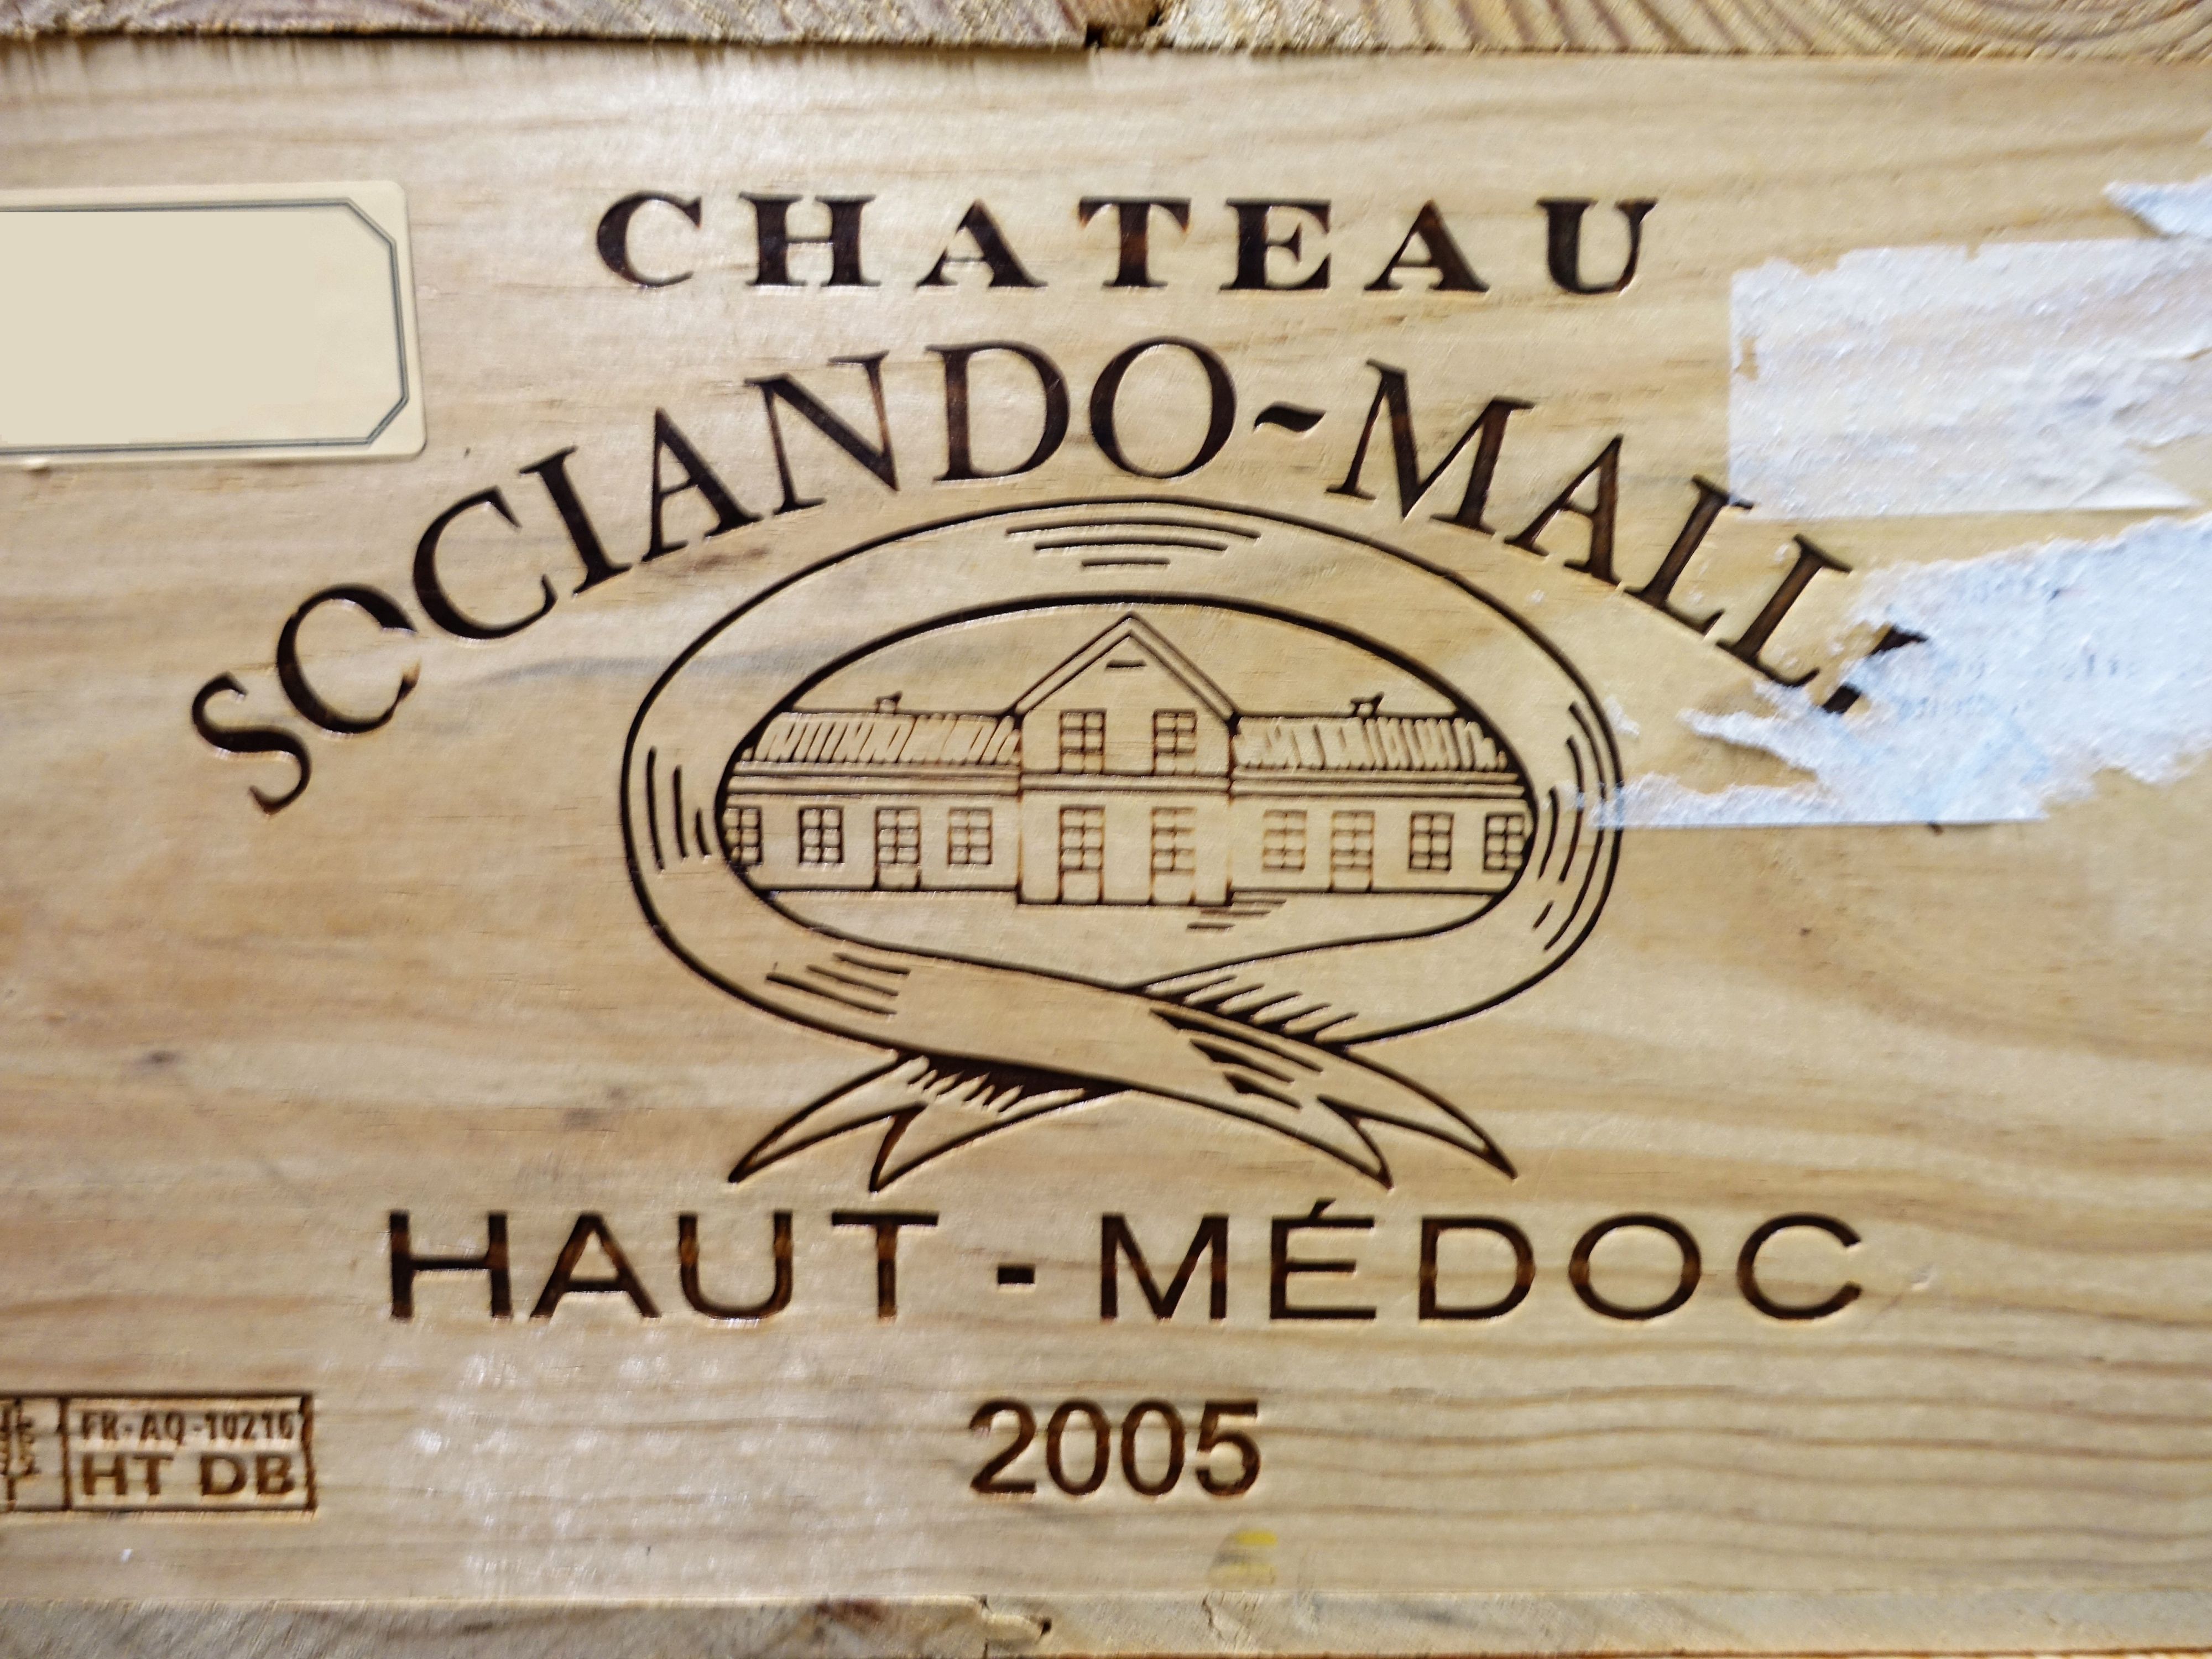 CHATEAU
SOCIANDO-MALL
HAUT-MÉDOC
2005
FR-AQ-10216
HT DB